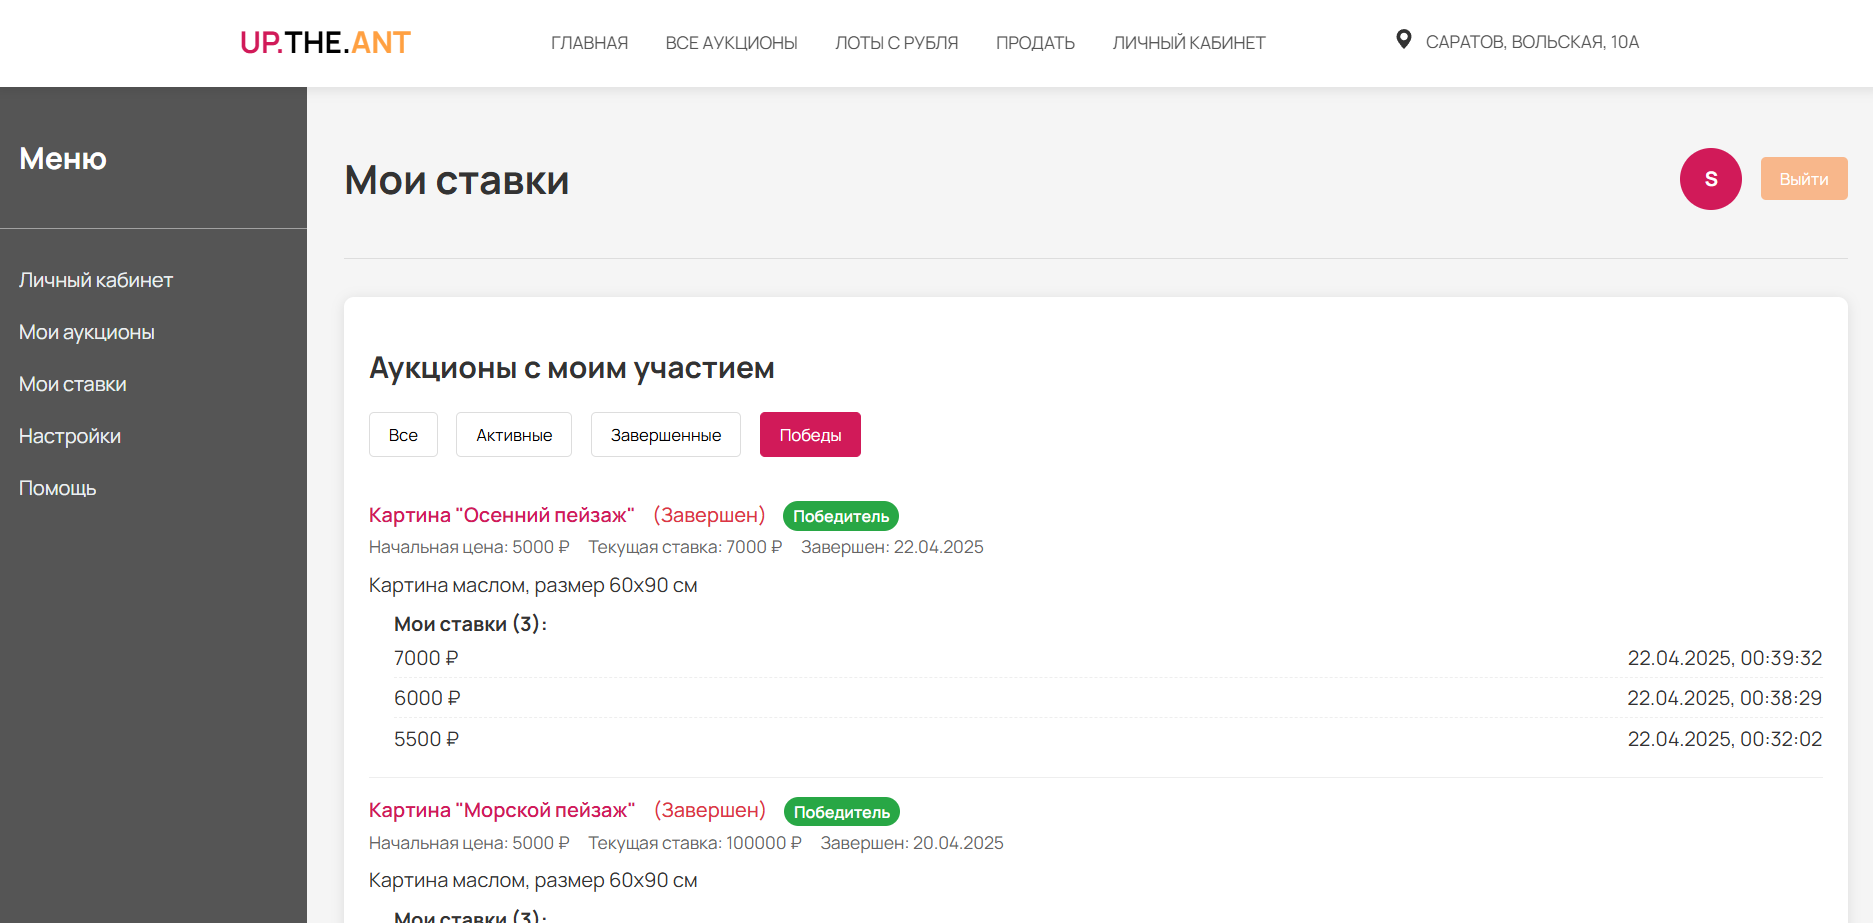 UP.THE.ANT
ГЛАВНАЯ
ВСЕ АУКЦИОНЫ
ЛОТЫ С РУБЛЯ
ПРОДАТЬ
ЛИЧНЫЙ КАБИНЕТ
САРАТОВ, ВОЛЬСКАЯ, 10А
Меню
Личный кабинет
Мои аукционы
Мои ставки
Настройки
Помощь
Мои ставки
S
Выйти
Аукционы с моим участием
Все
Активные
Завершенные
Победы
Картина "Осенний пейзаж" (Завершен) Победитель
Начальная цена: 5000 ₽ Текущая ставка: 7000 ₽ Завершен: 22.04.2025
Картина маслом, размер 60x90 см
Мои ставки (3):
7000 ₽ 22.04.2025, 00:39:32
6000 ₽ 22.04.2025, 00:38:29
5500 ₽ 22.04.2025, 00:32:02
Картина "Морской пейзаж" (Завершен) Победитель
Начальная цена: 5000 ₽ Текущая ставка: 100000 ₽ Завершен: 20.04.2025
Картина маслом, размер 60x90 см
Мои ставки (3):